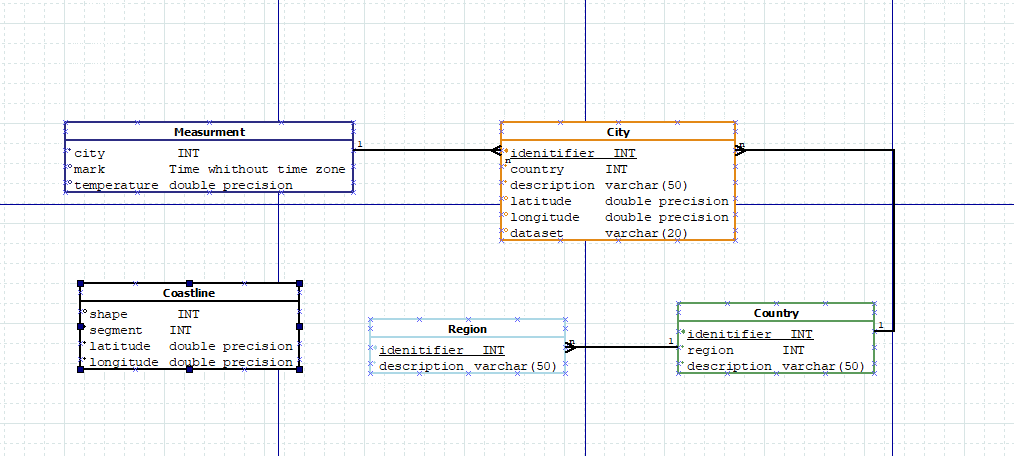 Measurment
1
city INT
mark Time whithout time zone
temperature double precision
City
n
n
idenitifier INT
country INT
description varchar(50)
latitude double precision
longitude double precision
dataset varchar(20)
Coastline
shape INT
segment INT
latitude double precision
longitude double precision
Region
n
idenitifier INT
description varchar(50)
1
Country
1
idenitifier INT
region INT
description varchar(50)